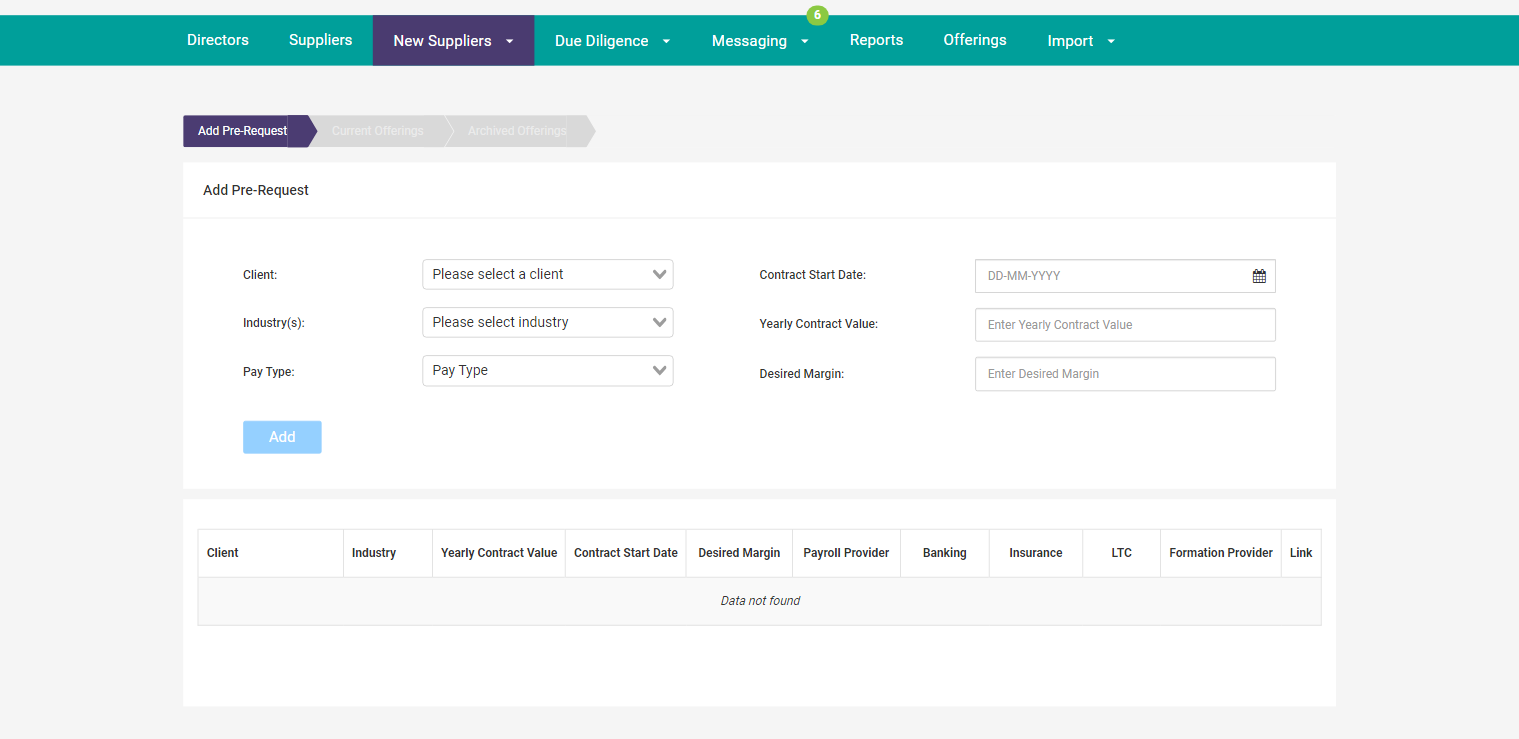 6
Directors Suppliers New Suppliers Due Diligence Messaging Reports Offerings Import
Add Pre-Request Current Offerings Archived Offerings
Add Pre-Request
Client: Please select a client Contract Start Date: DD-MM-YYYY
Industry(s): Please select industry Yearly Contract Value: Enter Yearly Contract Value
Pay Type: Pay Type Desired Margin: Enter Desired Margin
Add
Client Industry Yearly Contract Value Contract Start Date Desired Margin Payroll Provider Banking Insurance LTC Formation Provider Link
Data not found